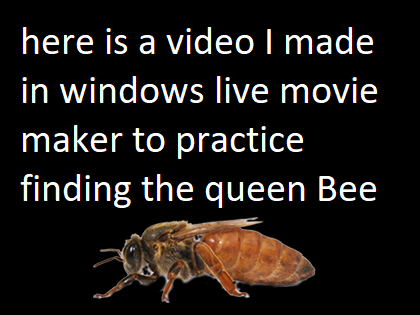 here is a video I made
in windows live movie
maker to practice
finding the queen Bee